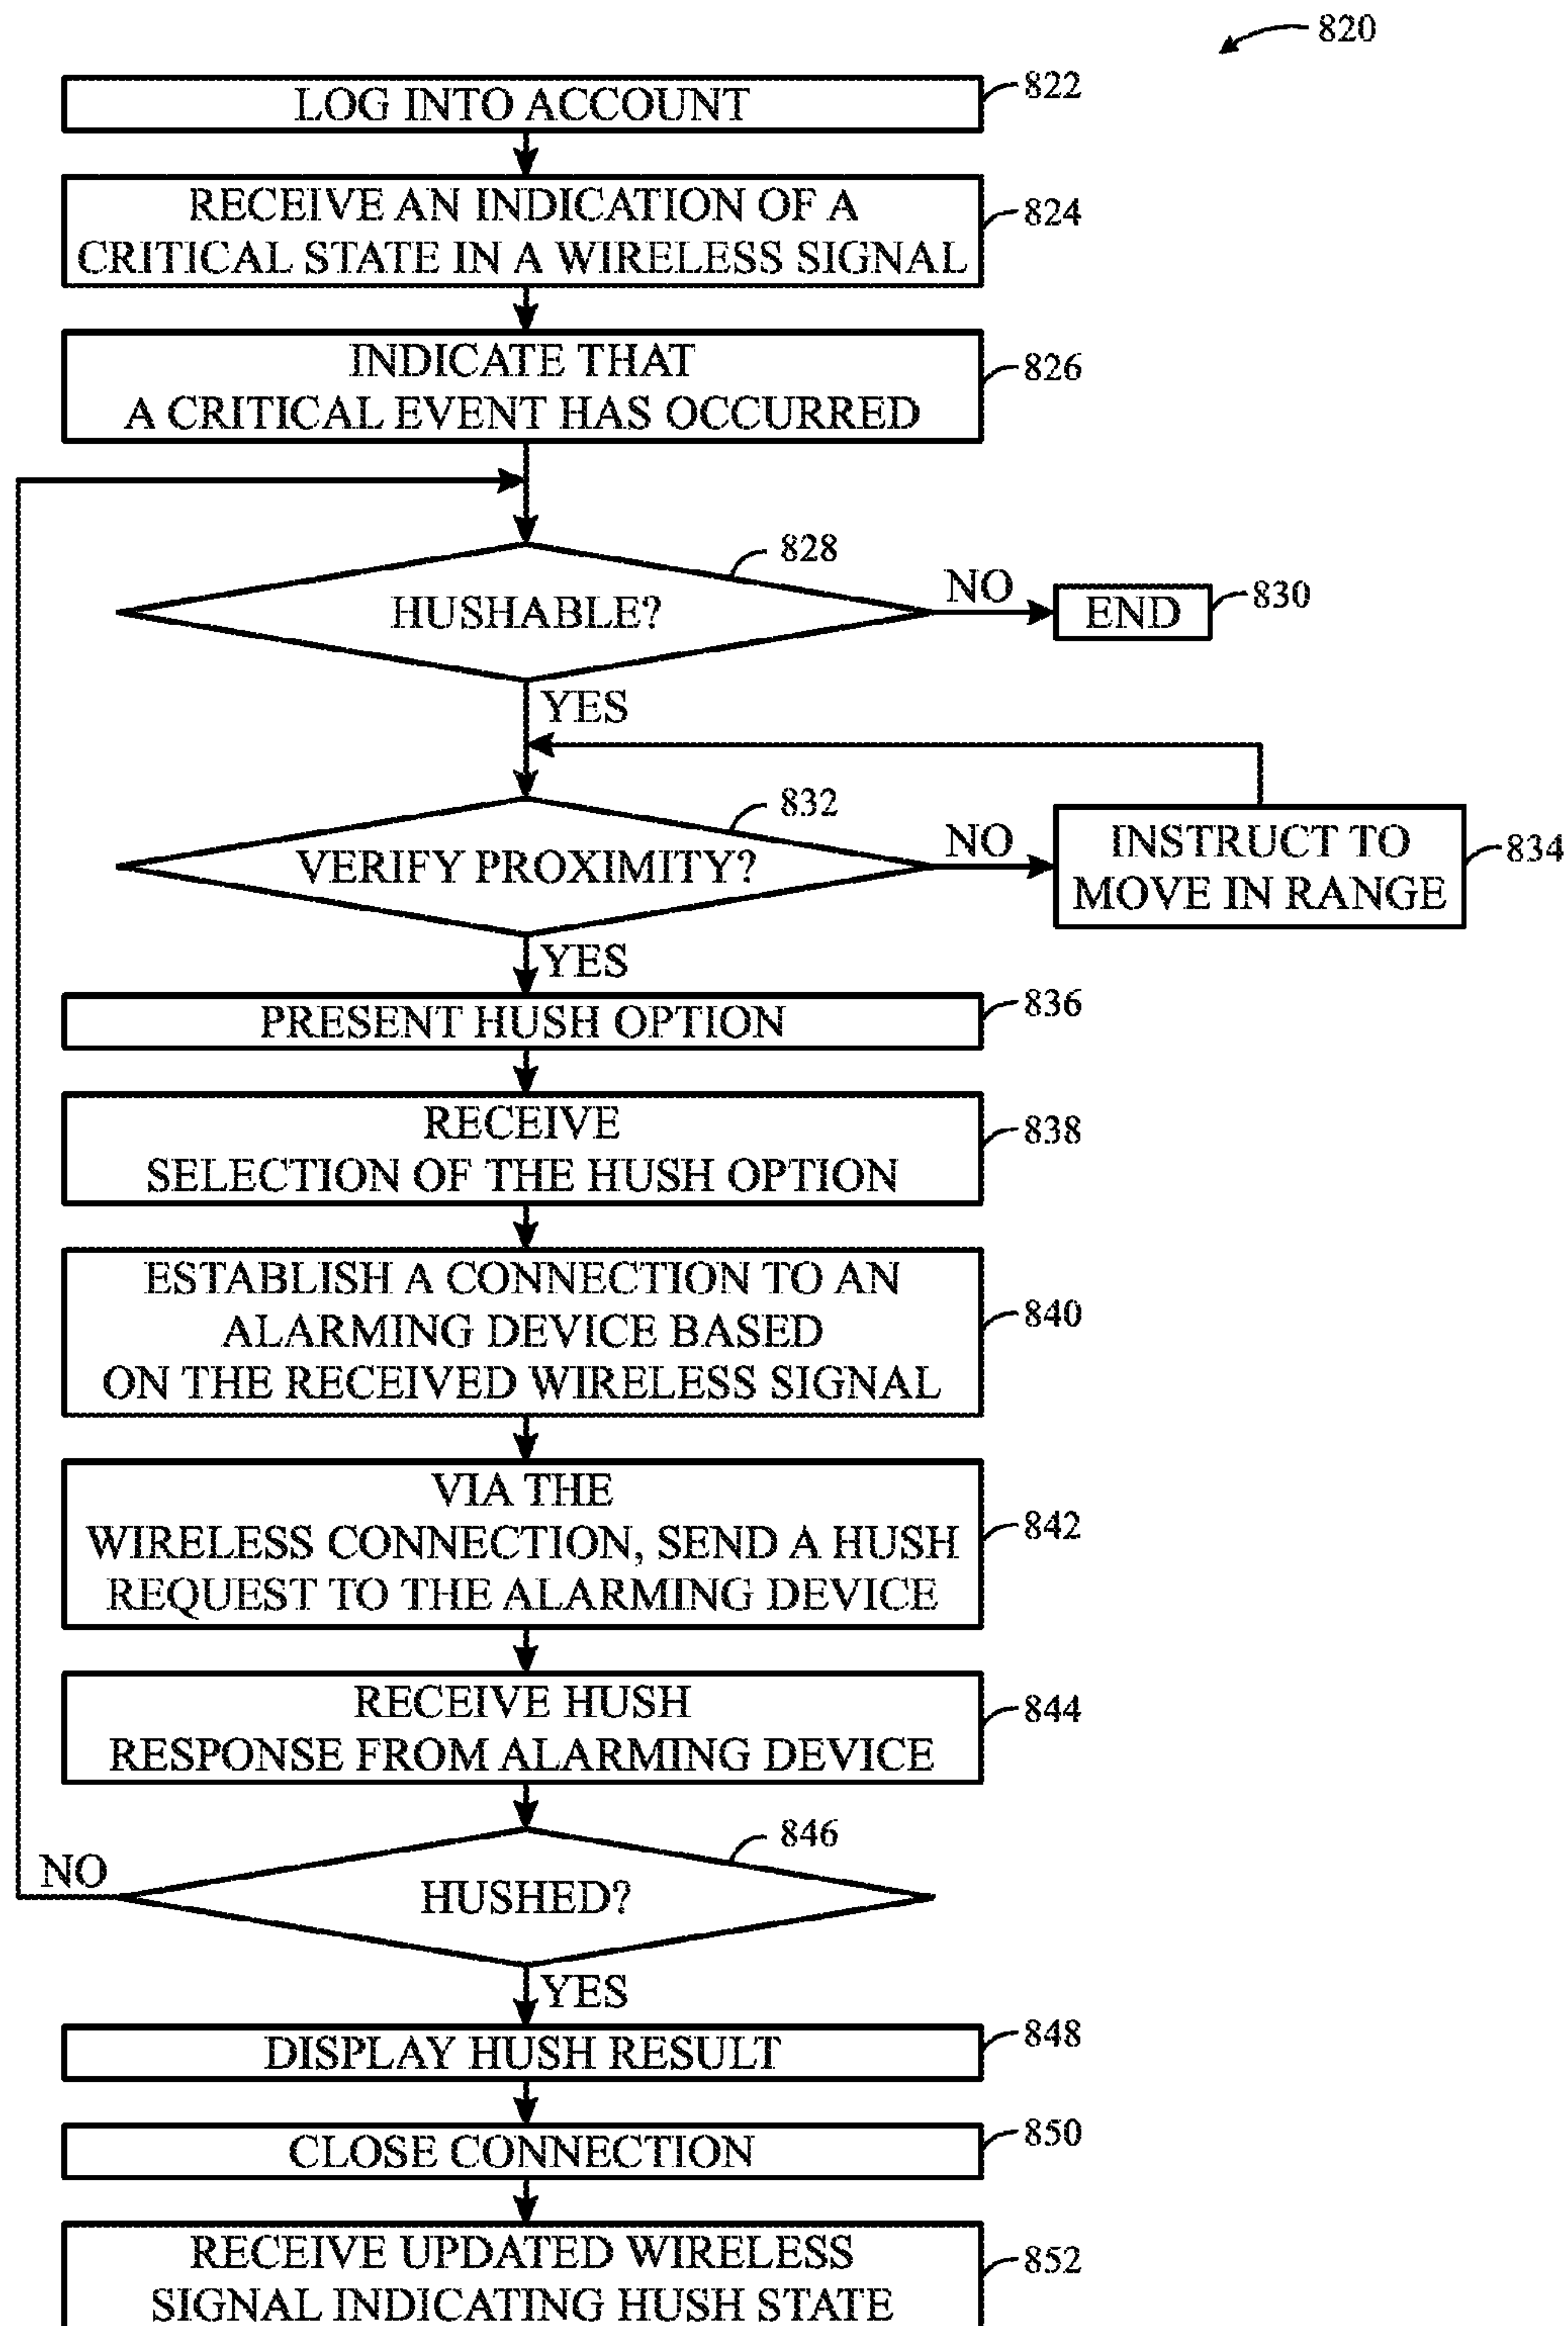 820
LOG INTO ACCOUNT
822
RECEIVE AN INDICATION OF A
CRITICAL STATE IN A WIRELESS SIGNAL
824
INDICATE THAT
A CRITICAL EVENT HAS OCCURRED
826
HUSHABLE?
828
NO
END
830
YES
VERIFY PROXIMITY?
832
NO
INSTRUCT TO
MOVE IN RANGE
834
YES
PRESENT HUSH OPTION
836
RECEIVE
SELECTION OF THE HUSH OPTION
838
ESTABLISH A CONNECTION TO AN
ALARMING DEVICE BASED
ON THE RECEIVED WIRELESS SIGNAL
840
VIA THE
WIRELESS CONNECTION, SEND A HUSH
REQUEST TO THE ALARMING DEVICE
842
RECEIVE HUSH
RESPONSE FROM ALARMING DEVICE
844
HUSHED?
846
NO
YES
DISPLAY HUSH RESULT
848
CLOSE CONNECTION
850
RECEIVE UPDATED WIRELESS
SIGNAL INDICATING HUSH STATE
852